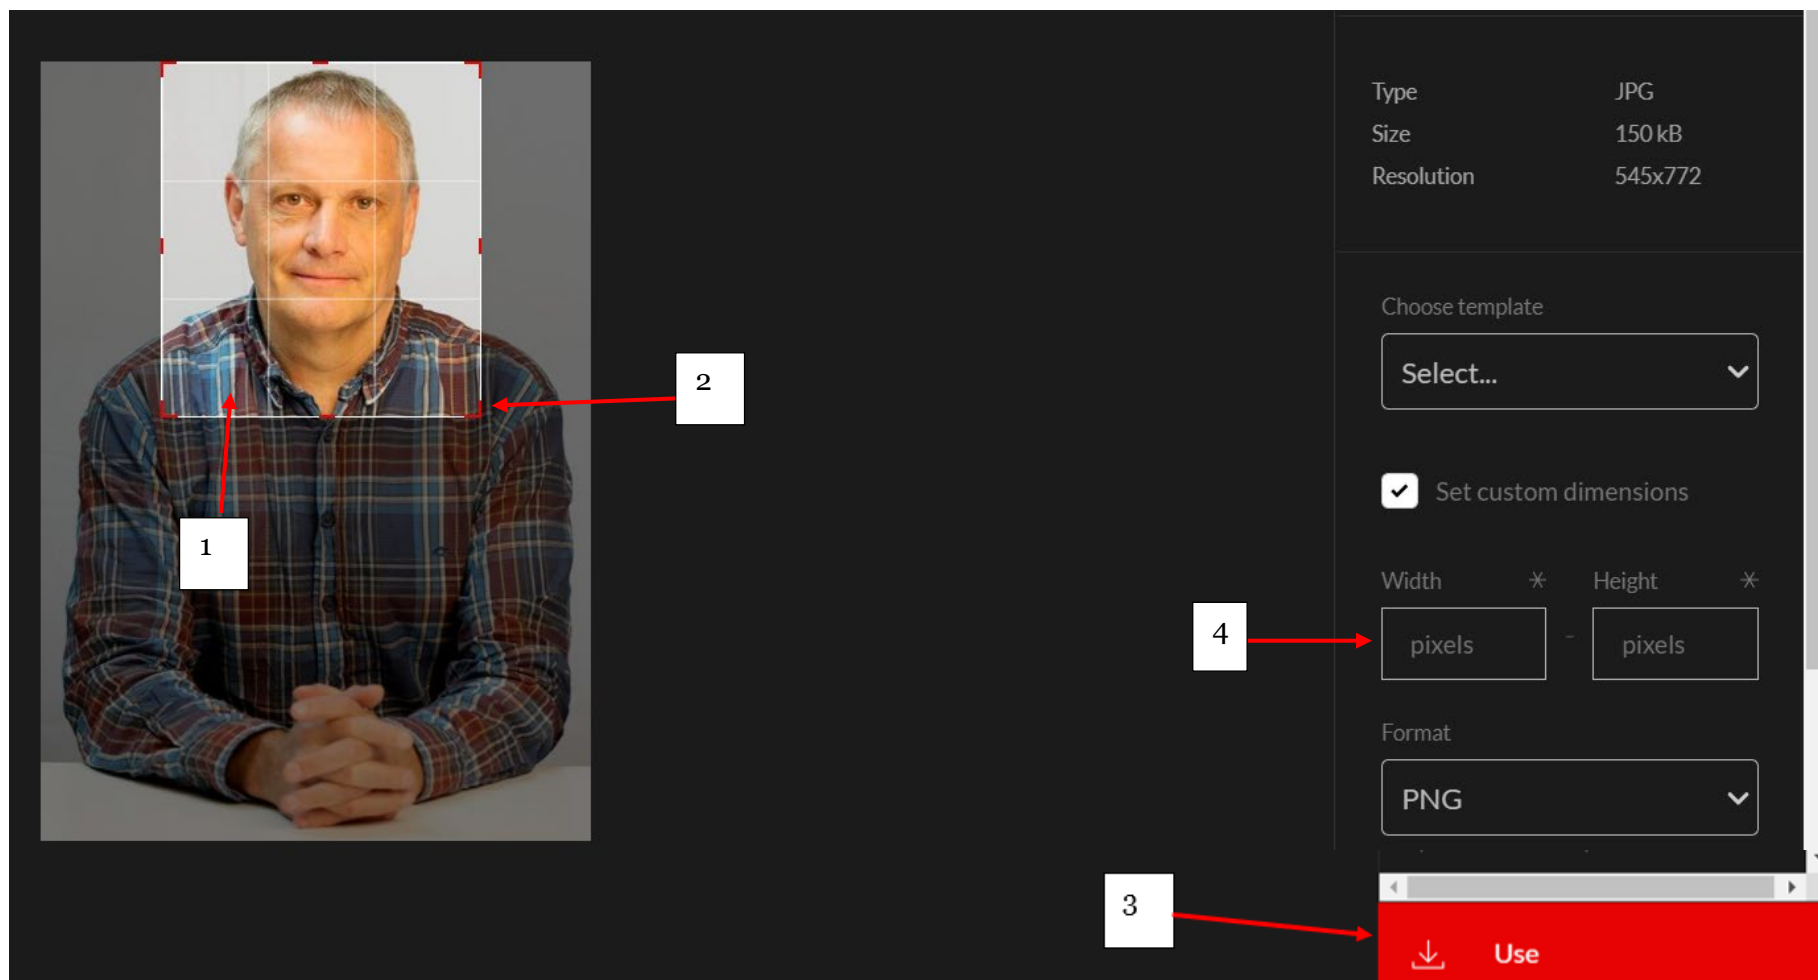 Type JPG
Size 150 kB
Resolution 545x772
Choose template
Select...
2
Set custom dimensions
1
Width * Height *
4
pixels - pixels
Format
PNG
3
Use